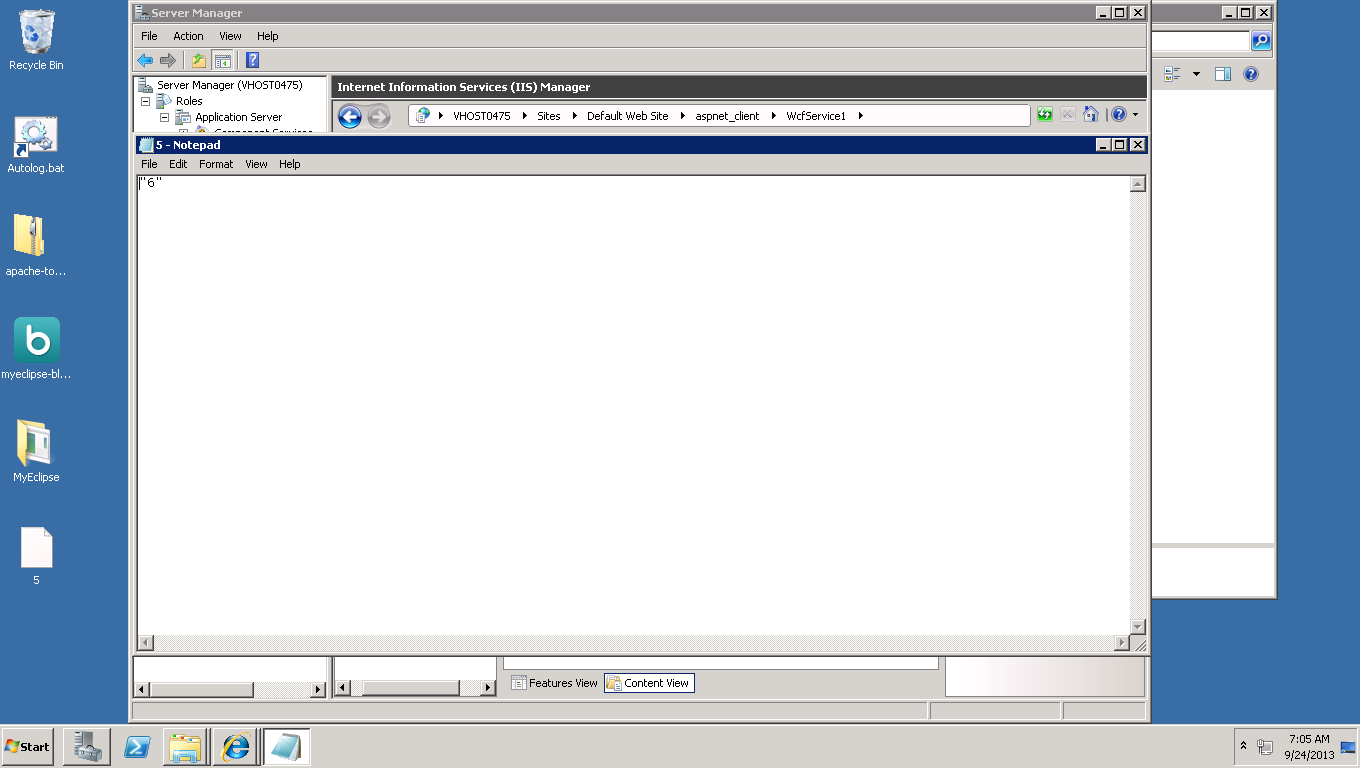 Recycle Bin
Autolog.bat
apache-to...
myeclipse-bl...
MyEclipse
5
Server Manager
File Action View Help
Server Manager (VHOST0475)
Roles
Application Server
Component Services
Internet Information Services (IIS) Manager
VHOST0475 Sites Default Web Site aspnet_client WcfService1
5 - Notepad
File Edit Format View Help
"6"
Features View Content View
Start
7:05 AM
9/24/2013